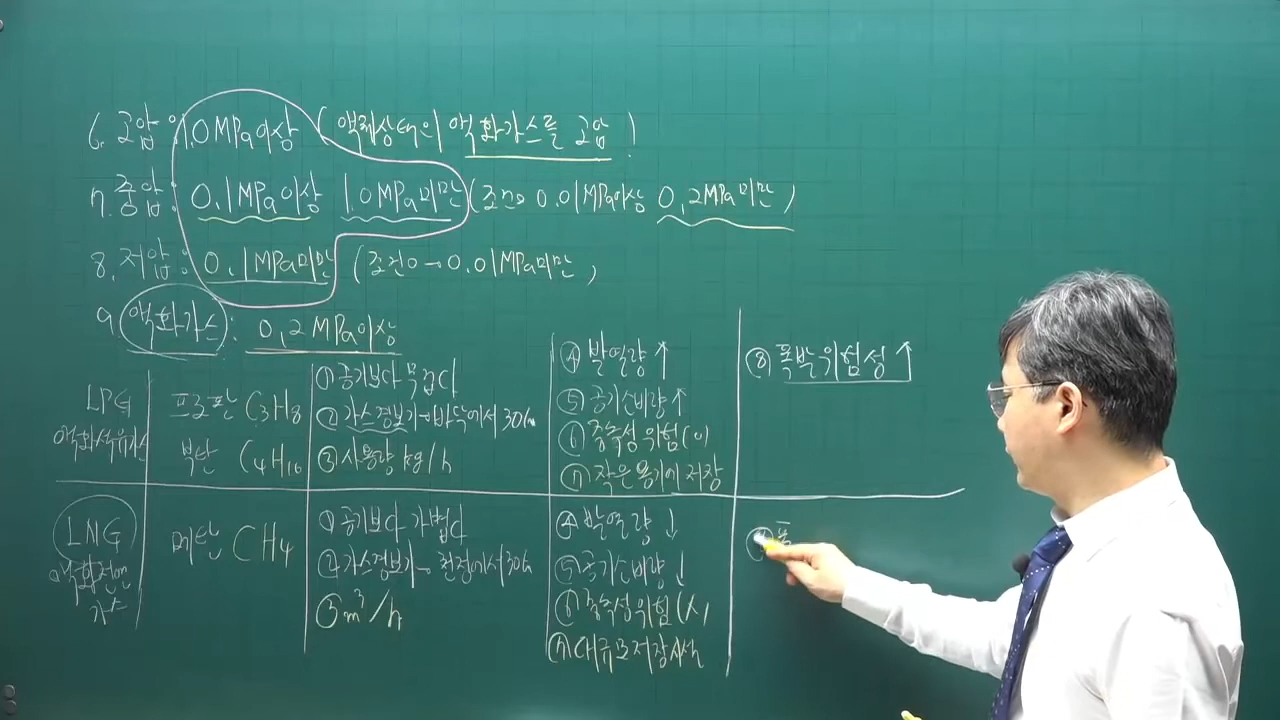 6. 고압 : 1.0MPa이상 (액체상태의 액화가스를 고압)
7. 중압 : 0.1MPa이상 1.0MPa미만 (조건o 0.01MPa이상 0.2MPa미만)
8. 저압 : 0.1MPa미만 (조건o → 0.01MPa미만)
9. 액화가스 : 0.2MPa이상
LPG
액화석유가스
프로판 C3H8
부탄 C4H10
① 공기보다 무겁다
② 가스경보기→바닥에서 30㎝
③ 사용량 kg/h
④ 발열량↑
⑤ 공기소비량↑
⑥ 중독성위험(이
⑦ 작은용기에 저장
⑧ 폭발위험성↑
LNG
액화천연
가스
메탄 CH4
① 공기보다 가볍다
② 가스경보기→ 천정에서 30㎝
③ m³/h
④ 발열량↓
⑤ 공기소비량↓
⑥ 중독성위험(x)
⑦ 대규모저장시설